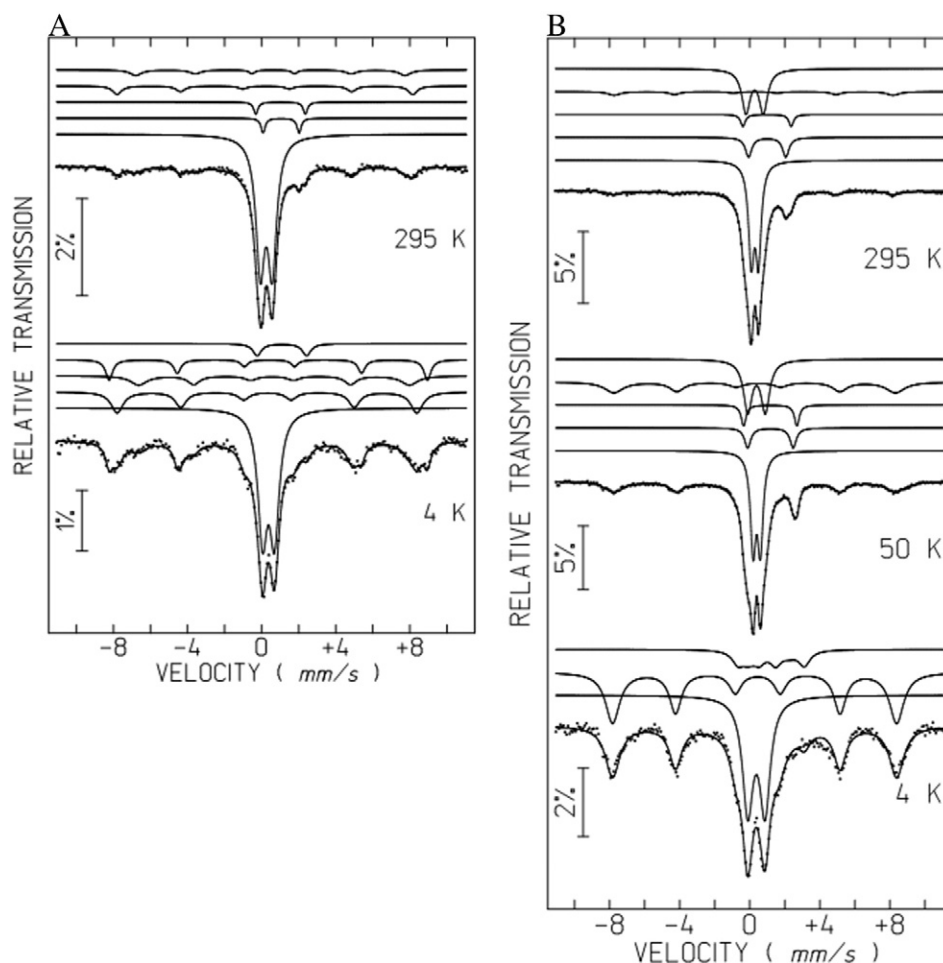 A
B
RELATIVE TRANSMISSION
2%
295 K
1%
4 K
-8 -4 0 +4 +8
VELOCITY ( mm/s )
RELATIVE TRANSMISSION
5%
295 K
5%
50 K
2%
4 K
-8 -4 0 +4 +8
VELOCITY ( mm/s )